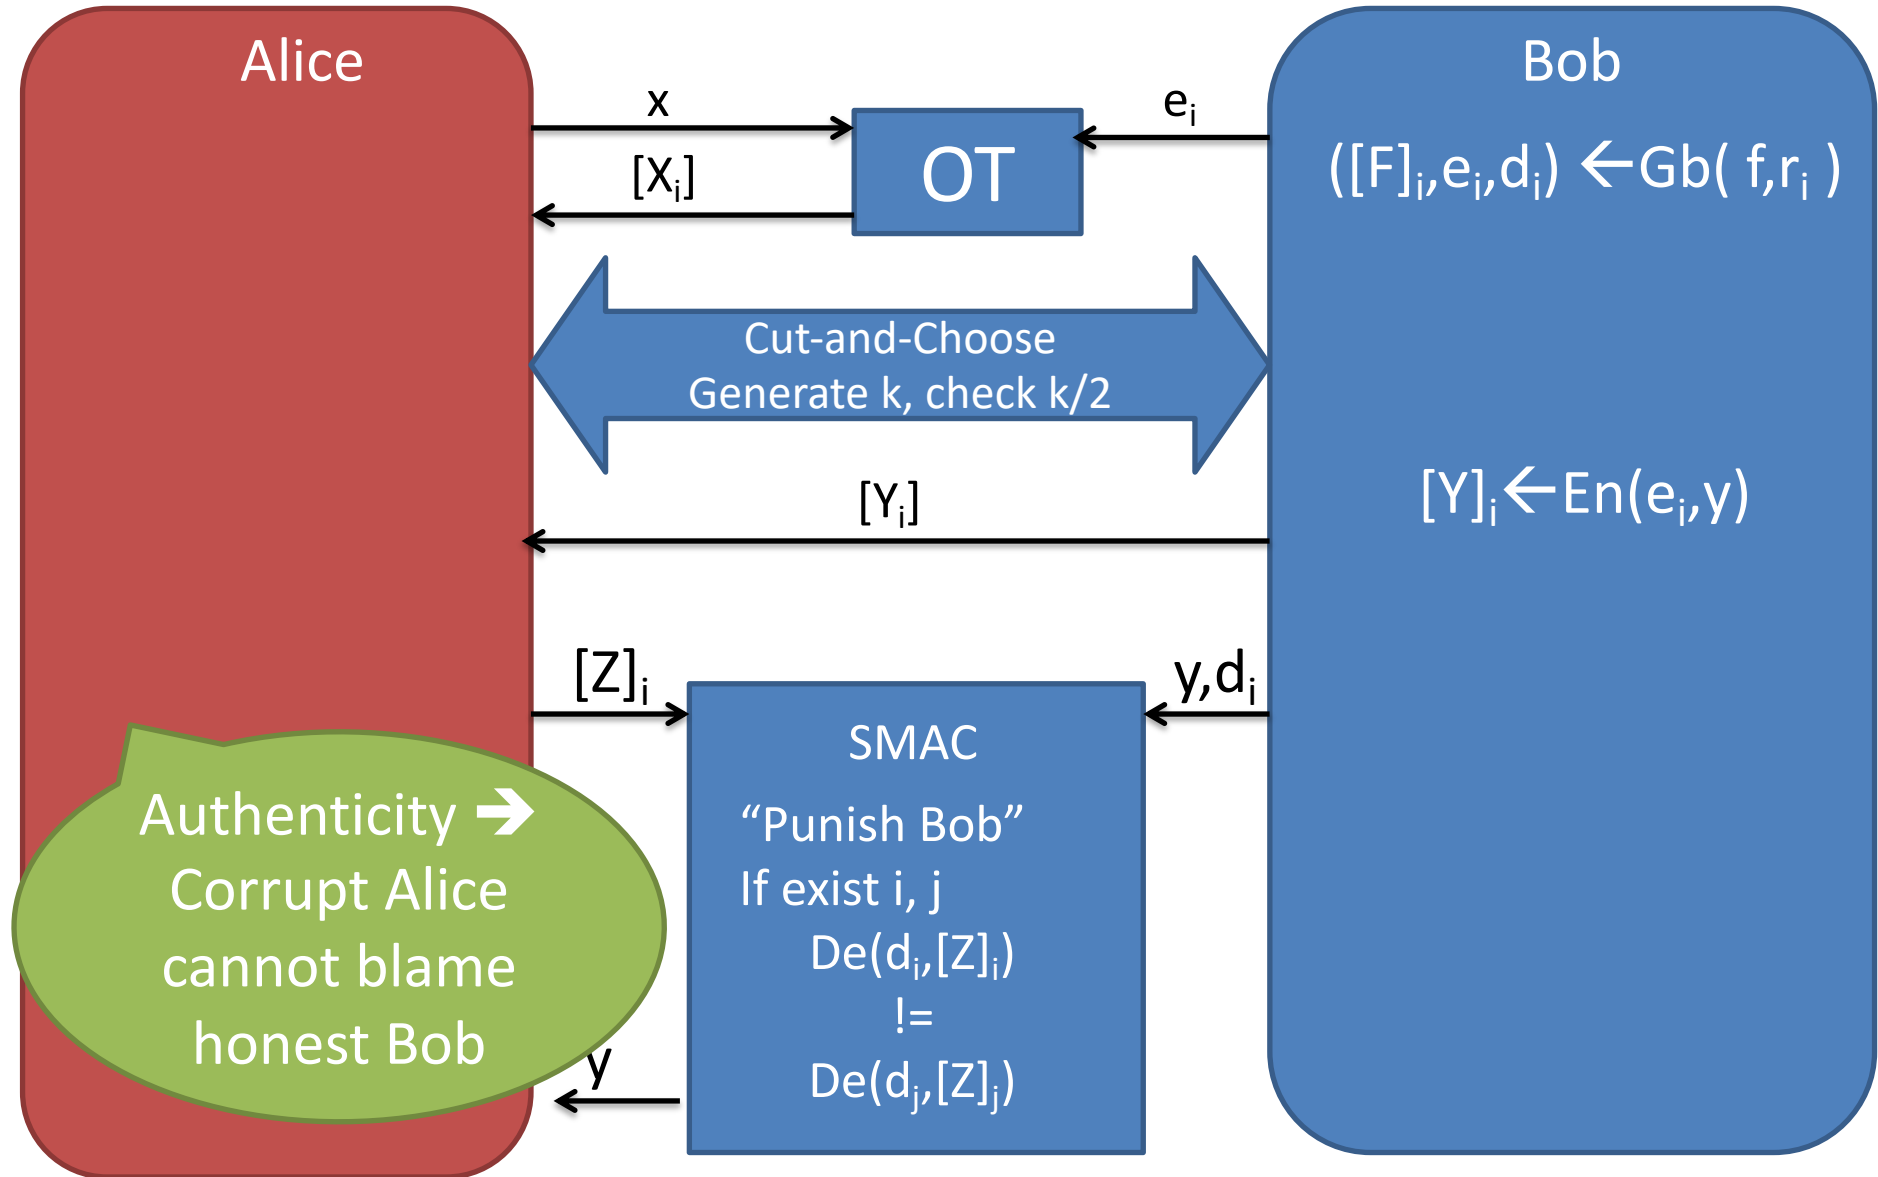 Alice
Bob
x
e_i
([F]_i,e_i,d_i) ←Gb( f,r_i )
[X_i]
OT
Cut-and-Choose
Generate k, check k/2
[Y_i]
[Y]_i←En(e_i,y)
[Z]_i
y,d_i
SMAC
“Punish Bob”
If exist i, j
De(d_i,[Z]_i)
!=
De(d_j,[Z]_j)
Authenticity ➔
Corrupt Alice
cannot blame
honest Bob
y